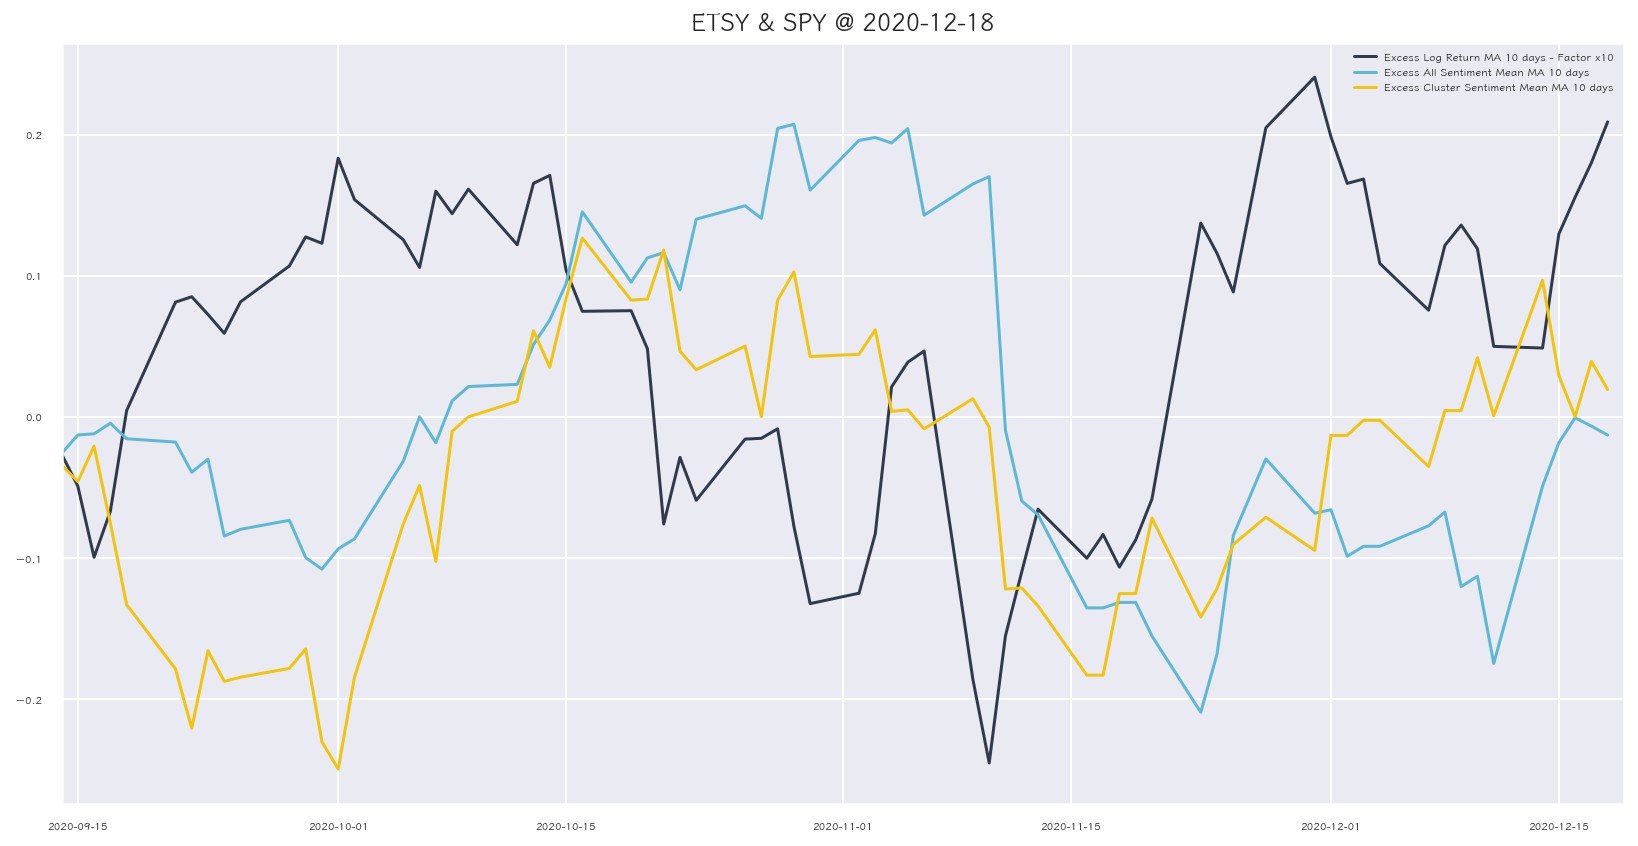 ETSY & SPY @ 2020-12-18
Excess Log Return MA 10 days - Factor x10
Excess All Sentiment Mean MA 10 days
Excess Cluster Sentiment Mean MA 10 days
0.2
0.1
0.0
−0.1
−0.2
2020-09-15 2020-10-01 2020-10-15 2020-11-01 2020-11-15 2020-12-01 2020-12-15